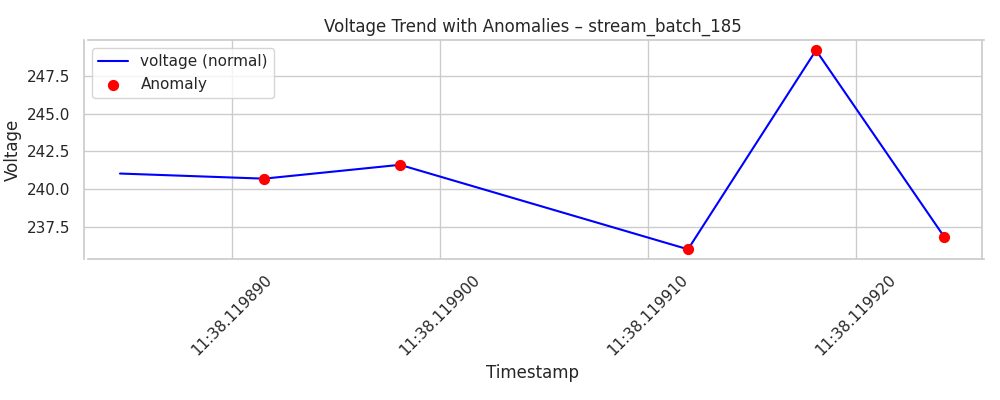 Voltage Trend with Anomalies – stream_batch_185
voltage (normal)
Anomaly
Voltage
247.5
245.0
242.5
240.0
237.5
11:38.119890
11:38.119900
11:38.119910
11:38.119920
Timestamp